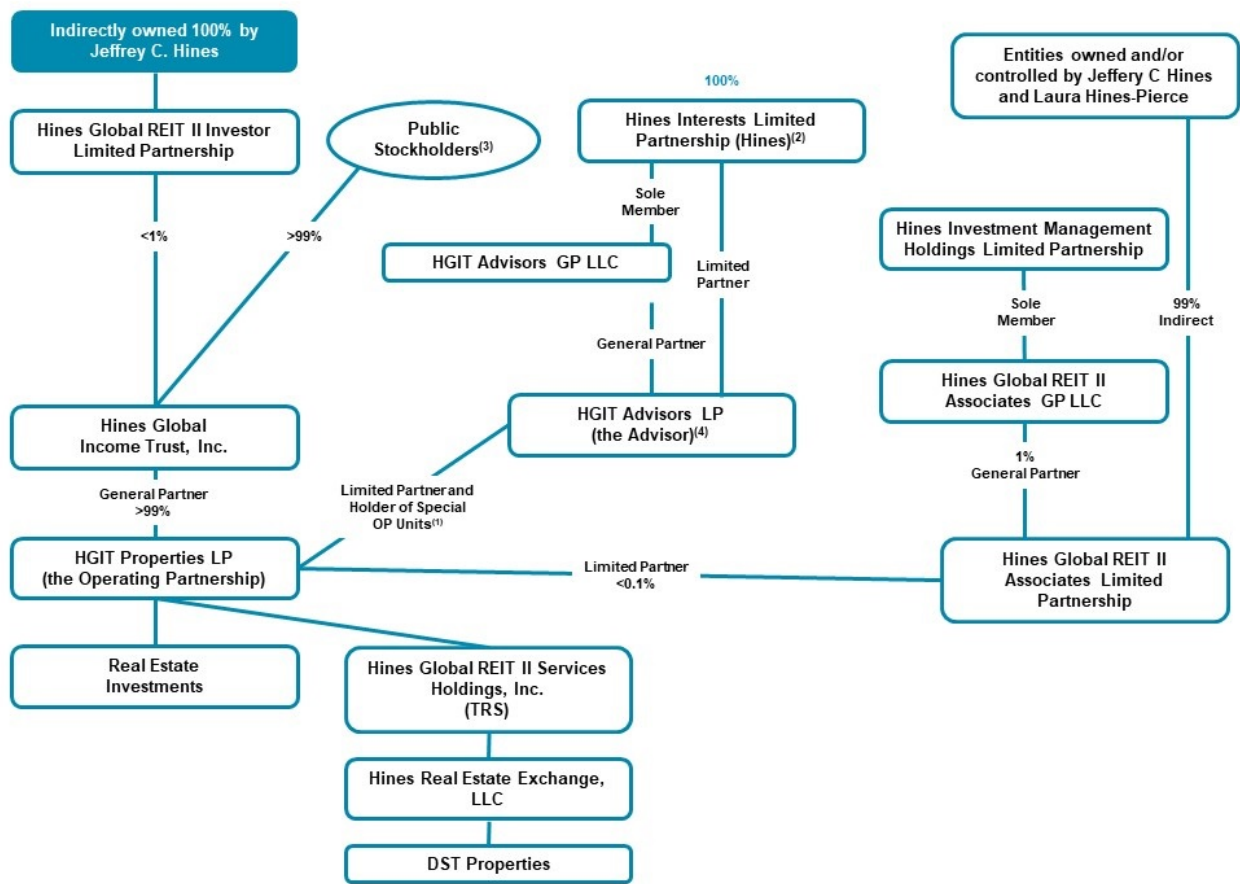 Indirectly owned 100% by
Jeffrey C. Hines
Hines Global REIT II Investor
Limited Partnership
Public
Stockholders(3)
100%
Hines Interests Limited
Partnership (Hines)(2)
Entities owned and/or
controlled by Jeffery C Hines
and Laura Hines-Pierce
<1%
>99%
Sole
Member
HGIT Advisors GP LLC
Limited
Partner
General Partner
Hines Investment Management
Holdings Limited Partnership
Sole
Member
99%
Indirect
Hines Global REIT II
Associates GP LLC
Hines Global
Income Trust, Inc.
HGIT Advisors LP
(the Advisor)(4)
1%
General Partner
General Partner
>99%
Limited Partner and
Holder of Special
OP Units(1)
HGIT Properties LP
(the Operating Partnership)
Limited Partner
<0.1%
Hines Global REIT II
Associates Limited
Partnership
Real Estate
Investments
Hines Global REIT II Services
Holdings, Inc.
(TRS)
Hines Real Estate Exchange,
LLC
DST Properties